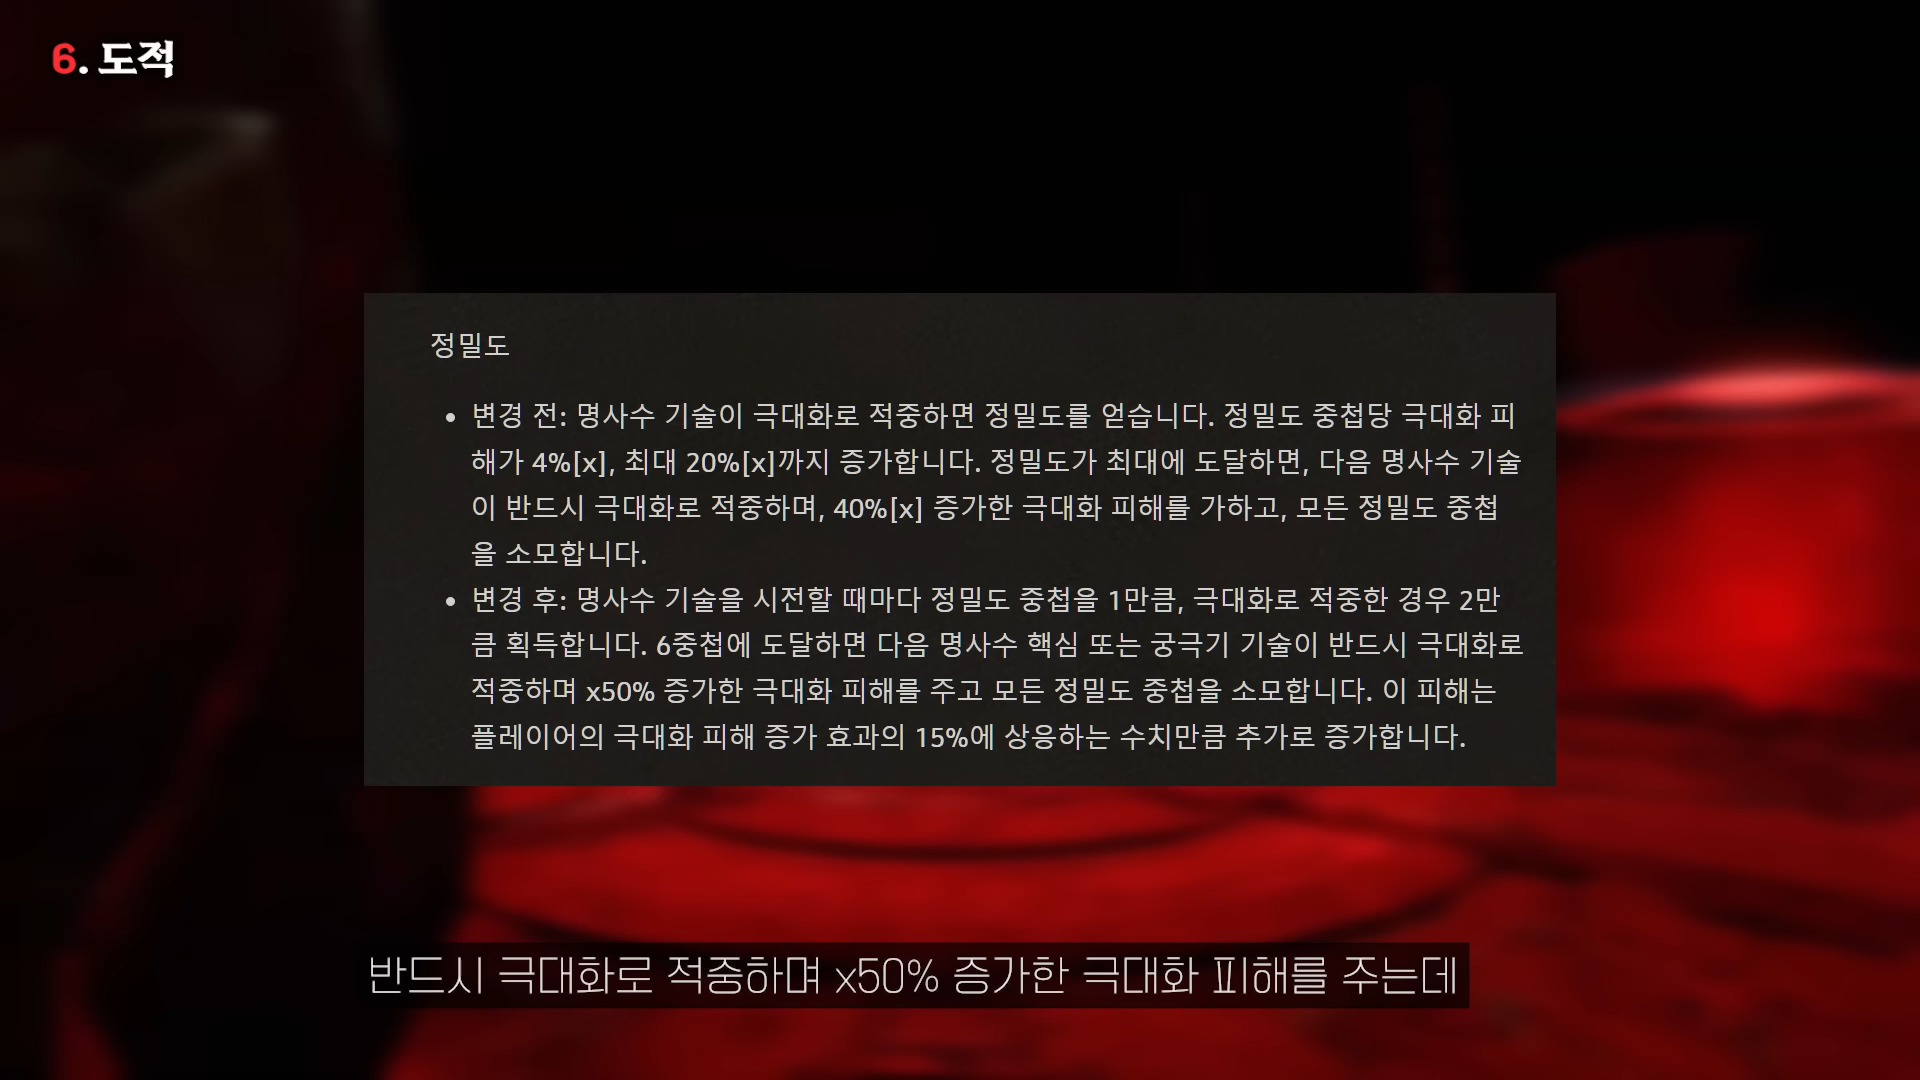 6. 도적
정밀도
• 변경 전: 명사수 기술이 극대화로 적중하면 정밀도를 얻습니다. 정밀도 중첩당 극대화 피
해가 4%[x], 최대 20%[x]까지 증가합니다. 정밀도가 최대에 도달하면, 다음 명사수 기술
이 반드시 극대화로 적중하며, 40%[x] 증가한 극대화 피해를 가하고, 모든 정밀도 중첩
을 소모합니다.
• 변경 후: 명사수 기술을 시전할 때마다 정밀도 중첩을 1만큼, 극대화로 적중한 경우 2만
큼 획득합니다. 6중첩에 도달하면 다음 명사수 핵심 또는 궁극기 기술이 반드시 극대화로
적중하며 x50% 증가한 극대화 피해를 주고 모든 정밀도 중첩을 소모합니다. 이 피해는
플레이어의 극대화 피해 증가 효과의 15%에 상응하는 수치만큼 추가로 증가합니다.
반드시 극대화로 적중하며 x50% 증가한 극대화 피해를 주는데